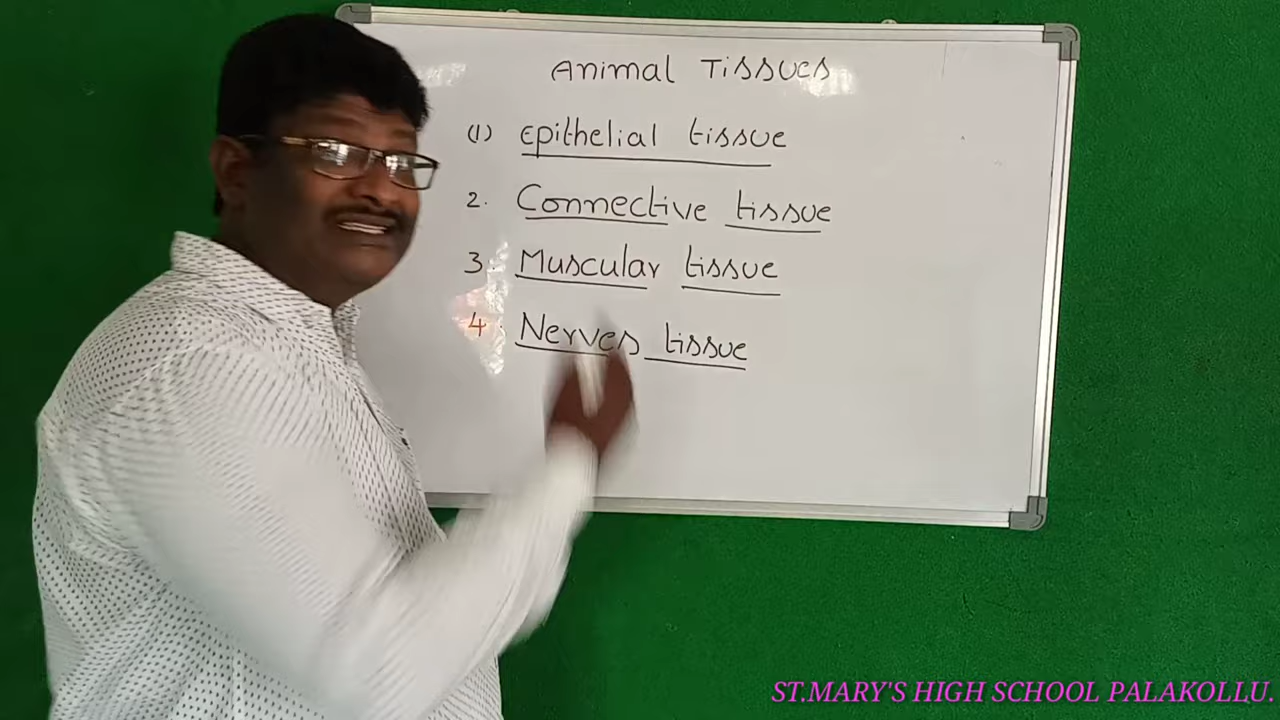 Animal Tissues
(1) Epithelial tissue
2. Connective tissue
3. Muscular tissue
4. Nerves tissue
ST.MARY'S HIGH SCHOOL PALAKOLLU.